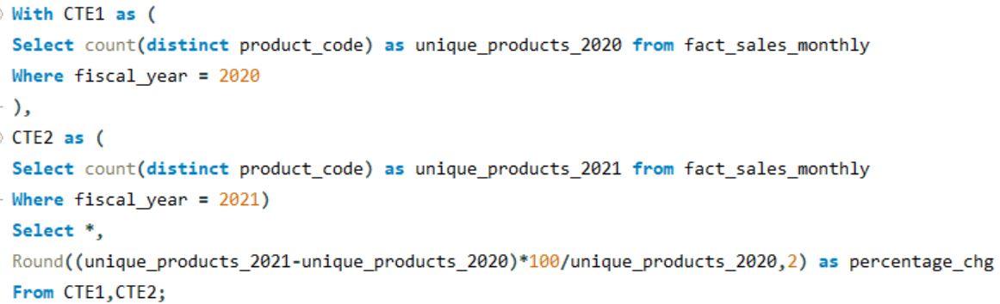 With CTE1 as (
Select count(distinct product_code) as unique_products_2020 from fact_sales_monthly
Where fiscal_year = 2020
),
CTE2 as (
Select count(distinct product_code) as unique_products_2021 from fact_sales_monthly
Where fiscal_year = 2021)
Select *,
Round((unique_products_2021-unique_products_2020)*100/unique_products_2020,2) as percentage_chg
From CTE1,CTE2;